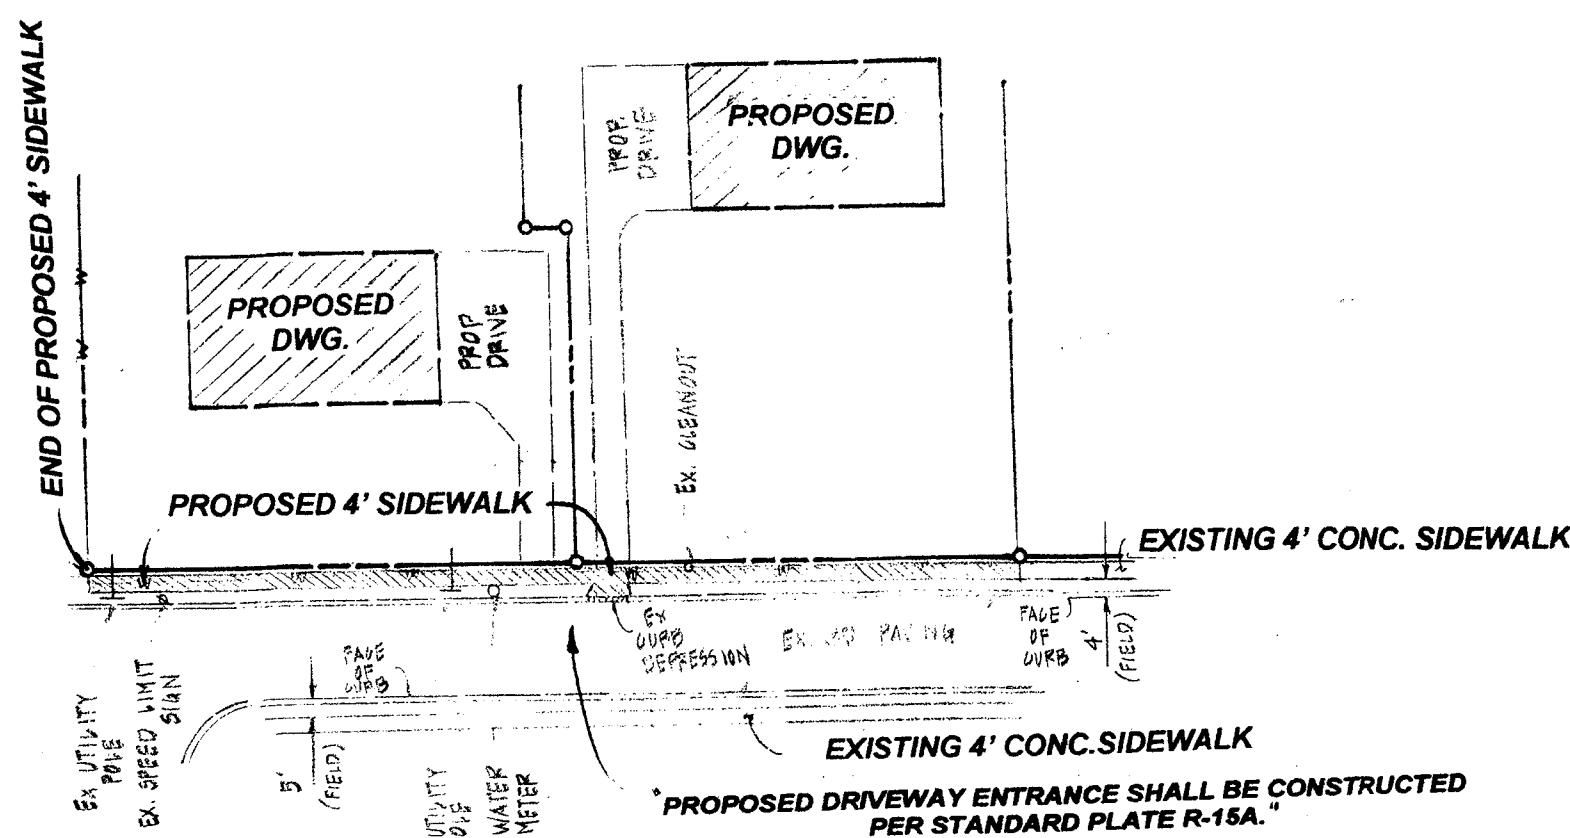 END OF PROPOSED 4' SIDEWALK
PROPOSED
DWG.
PROP
DRIVE
PROPOSED
DWG.
PROP
DRIVE
EX. CLEANOUT
W
W
PROPOSED 4' SIDEWALK
EXISTING 4' CONC. SIDEWALK
EX
CURB
DEPRESSION
PAVING
FACE
OF
CURB
4'
(FIELD)
FACE
OF
CURB
EX UTILITY
POLE
EX. SPEED LIMIT
SIGN
5'
(FIELD)
UTILITY
POLE
WATER
METER
EXISTING 4' CONC.SIDEWALK
"PROPOSED DRIVEWAY ENTRANCE SHALL BE CONSTRUCTED
PER STANDARD PLATE R-15A."